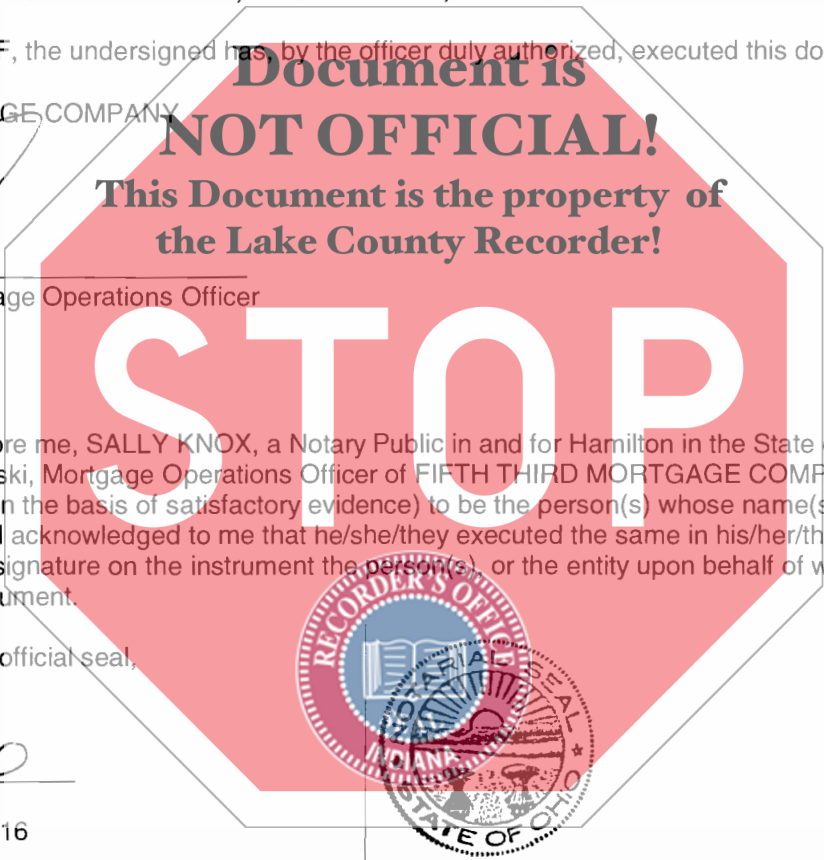 , the undersigned has, by the officer duly authorized, executed this do
Document is
GE COMPANY
NOT OFFICIAL!
This Document is the property of
the Lake County Recorder!
age Operations Officer
STOP
re me, SALLY KNOX, a Notary Public in and for Hamilton in the State
ski, Mortgage Operations Officer of FIFTH THIRD MORTGAGE COMP
n the basis of satisfactory evidence) to be the person(s) whose name(s
acknowledged to me that he/she/they executed the same in his/her/th
signature on the instrument the person(s), or the entity upon behalf of w
ument.
RECORDER'S OFFICE
official seal,
NOTARIAL SEAL
SEAL
INDIANA
STATE OF OHIO
16